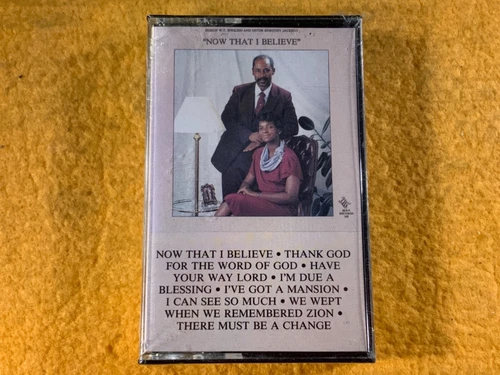 "NOW THAT I BELIEVE"
NOW THAT I BELIEVE • THANK GOD
FOR THE WORD OF GOD • HAVE
YOUR WAY LORD • I'M DUE A
BLESSING • I'VE GOT A MANSION •
I CAN SEE SO MUCH • WE WEPT
WHEN WE REMEMBERED ZION •
THERE MUST BE A CHANGE